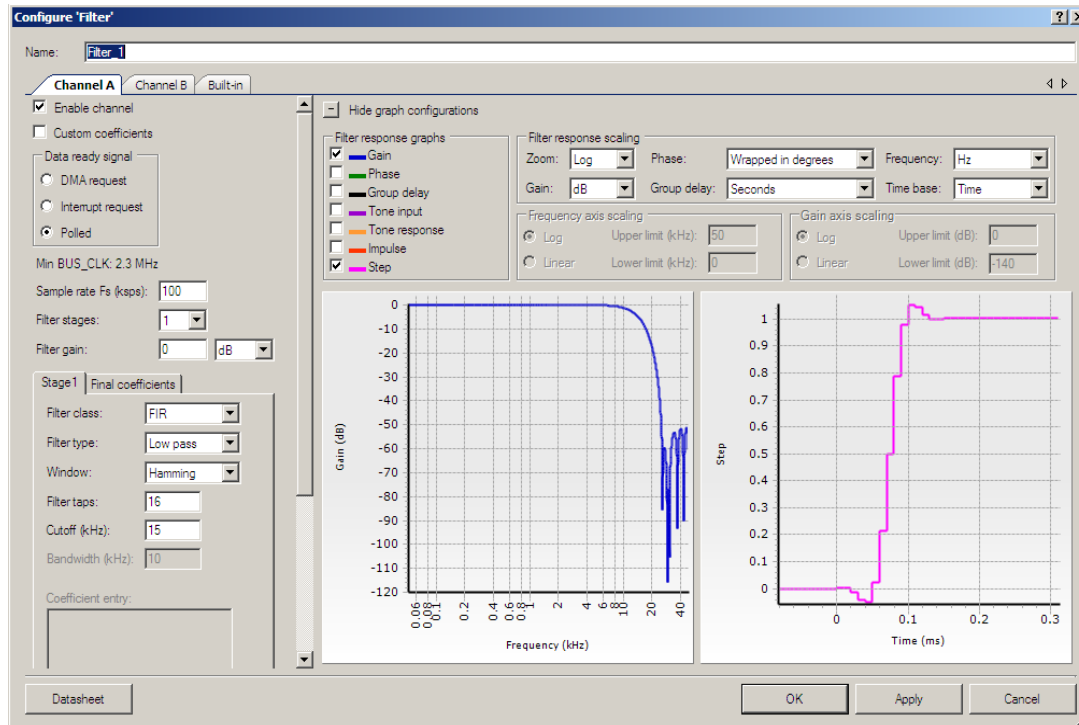 Configure 'Filter'
Name: Filter_1
Channel A Channel B Built-in
Enable channel
Custom coefficients
Data ready signal
DMA request
Interrupt request
Polled
Min BUS_CLK: 2.3 MHz
Sample rate Fs (ksps): 100
Filter stages: 1
Filter gain: 0 dB
Stage1 Final coefficients
Filter class: FIR
Filter type: Low pass
Window: Hamming
Filter taps: 16
Cutoff (kHz): 15
Bandwidth (kHz): 10
Coefficient entry:
Hide graph configurations
Filter response graphs
Gain
Phase
Group delay
Tone input
Tone response
Impulse
Step
Filter response scaling
Zoom: Log Phase: Wrapped in degrees Frequency: Hz
Gain: dB Group delay: Seconds Time base: Time
Frequency axis scaling
Log Upper limit (kHz): 50
Linear Lower limit (kHz): 0
Gain axis scaling
Log Upper limit (dB): 0
Linear Lower limit (dB): -140
0
-10
-20
-30
-40
-50
-60
-70
-80
-90
-100
-110
-120
Gain (dB)
0.06 0.08 0.1 0.2 0.4 0.6 0.8 1 2 4 6 8 10 20 40
Frequency (kHz)
1
0.9
0.8
0.7
0.6
0.5
0.4
0.3
0.2
0.1
0
Step
0 0.1 0.2 0.3
Time (ms)
Datasheet OK Apply Cancel